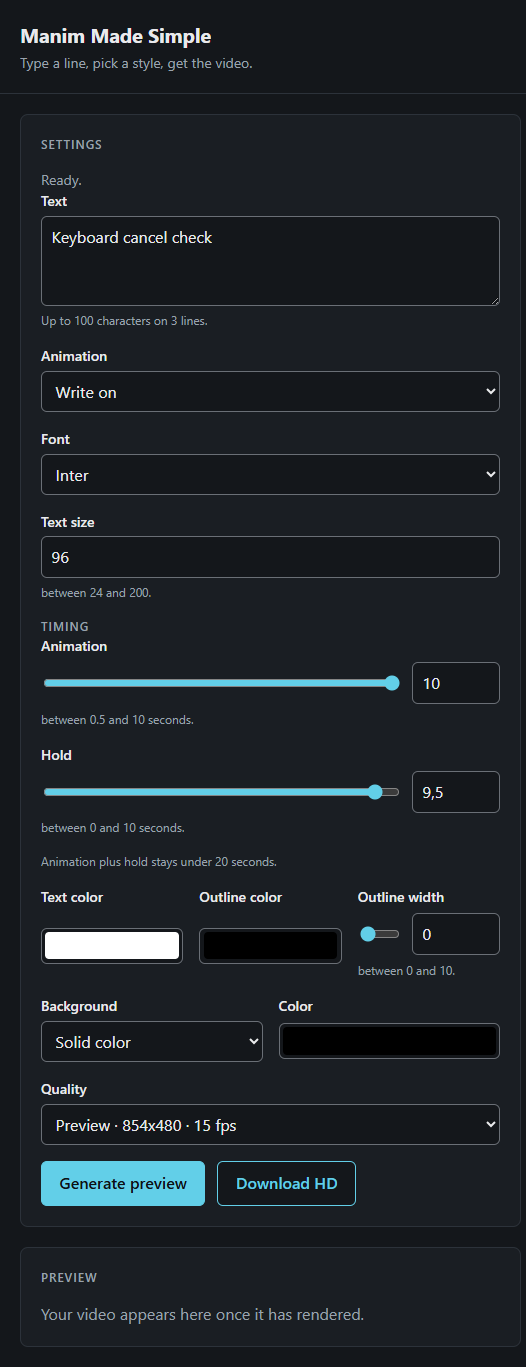 Manim Made Simple
Type a line, pick a style, get the video.
SETTINGS
Ready.
Text
Keyboard cancel check
Up to 100 characters on 3 lines.
Animation
Write on
Font
Inter
Text size
96
between 24 and 200.
TIMING
Animation
10
between 0.5 and 10 seconds.
Hold
9,5
between 0 and 10 seconds.
Animation plus hold stays under 20 seconds.
Text color Outline color Outline width
0
between 0 and 10.
Background Color
Solid color
Quality
Preview · 854x480 · 15 fps
Generate preview Download HD
PREVIEW
Your video appears here once it has rendered.